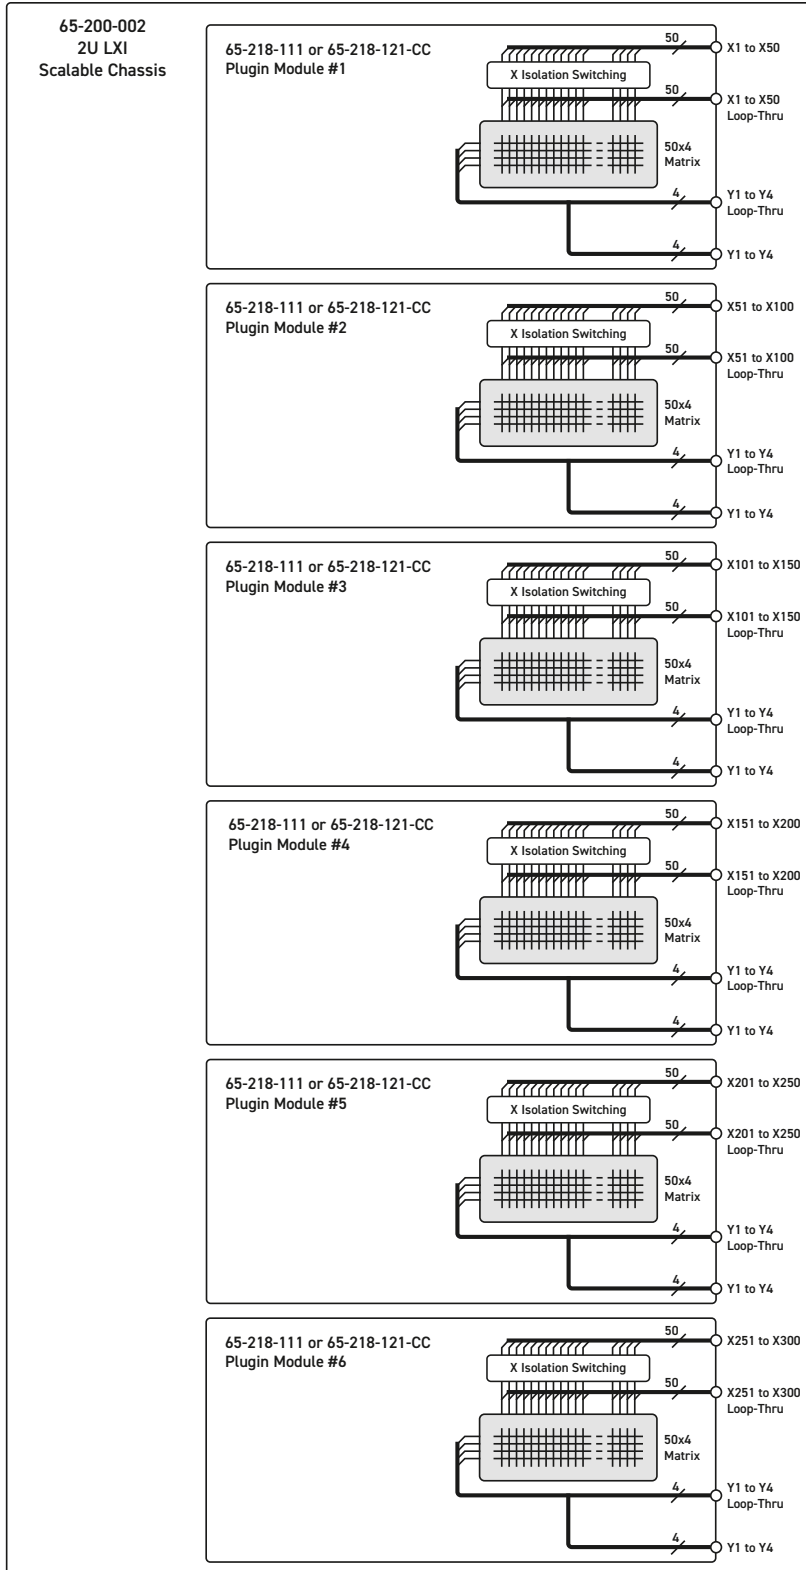 65-200-002
2U LXI
Scalable Chassis
65-218-111 or 65-218-121-CC
Plugin Module #1
50
X1 to X50
X Isolation Switching
50
X1 to X50
Loop-Thru
50x4
Matrix
4
Y1 to Y4
Loop-Thru
4
Y1 to Y4
65-218-111 or 65-218-121-CC
Plugin Module #2
50
X51 to X100
X Isolation Switching
50
X51 to X100
Loop-Thru
50x4
Matrix
4
Y1 to Y4
Loop-Thru
4
Y1 to Y4
65-218-111 or 65-218-121-CC
Plugin Module #3
50
X101 to X150
X Isolation Switching
50
X101 to X150
Loop-Thru
50x4
Matrix
4
Y1 to Y4
Loop-Thru
4
Y1 to Y4
65-218-111 or 65-218-121-CC
Plugin Module #4
50
X151 to X200
X Isolation Switching
50
X151 to X200
Loop-Thru
50x4
Matrix
4
Y1 to Y4
Loop-Thru
4
Y1 to Y4
65-218-111 or 65-218-121-CC
Plugin Module #5
50
X201 to X250
X Isolation Switching
50
X201 to X250
Loop-Thru
50x4
Matrix
4
Y1 to Y4
Loop-Thru
4
Y1 to Y4
65-218-111 or 65-218-121-CC
Plugin Module #6
50
X251 to X300
X Isolation Switching
50
X251 to X300
Loop-Thru
50x4
Matrix
4
Y1 to Y4
Loop-Thru
4
Y1 to Y4